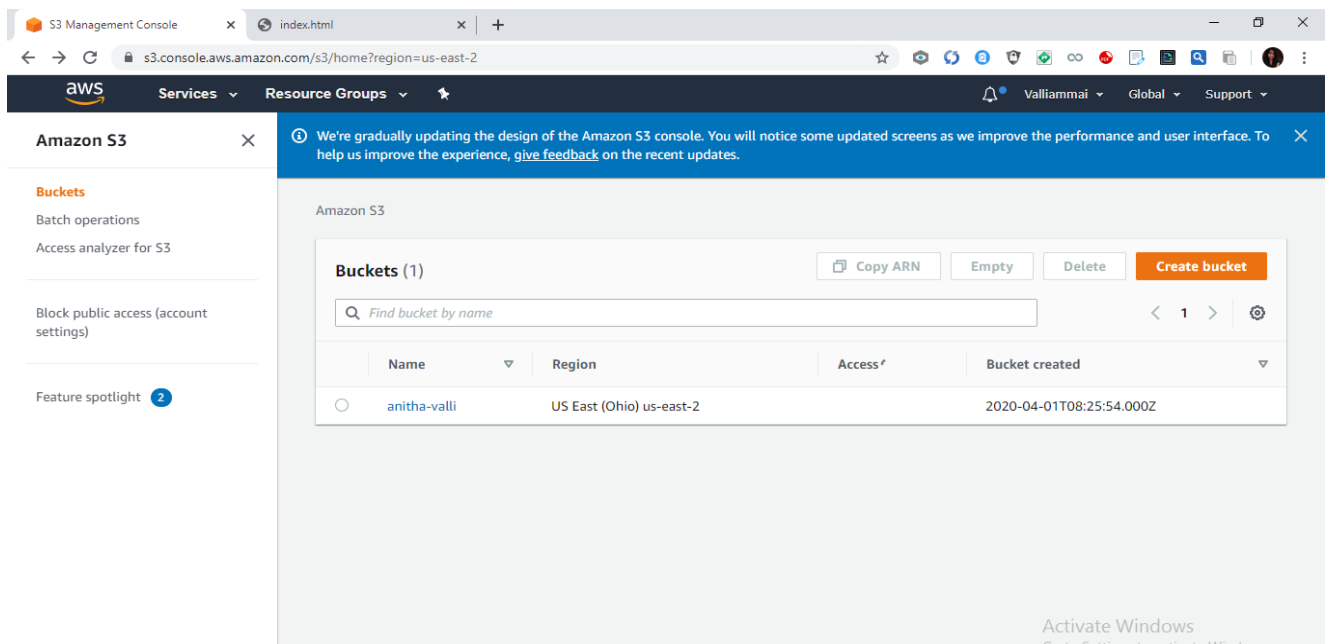 S3 Management Console
index.html
s3.console.aws.amazon.com/s3/home?region=us-east-2
aws Services Resource Groups Valliammai Global Support
Amazon S3
We're gradually updating the design of the Amazon S3 console. You will notice some updated screens as we improve the performance and user interface. To
help us improve the experience, give feedback on the recent updates.
Buckets
Batch operations
Access analyzer for S3
Block public access (account
settings)
Feature spotlight 2
Amazon S3
Buckets (1) Copy ARN Empty Delete Create bucket
Find bucket by name 1
Name Region Access Bucket created
anitha-valli US East (Ohio) us-east-2 2020-04-01T08:25:54.000Z
Activate Windows